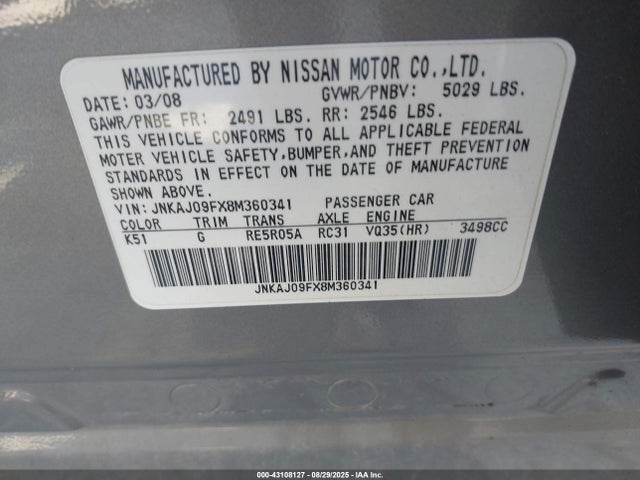 MANUFACTURED BY NISSAN MOTOR CO.,LTD.
DATE: 03/08 GVWR/PNBV: 5029 LBS.
GAWR/PNBE FR: 2491 LBS. RR: 2546 LBS.
THIS VEHICLE CONFORMS TO ALL APPLICABLE FEDERAL
MOTOR VEHICLE SAFETY,BUMPER,AND THEFT PREVENTION
STANDARDS IN EFFECT ON THE DATE OF MANUFACTURE
SHOWN ABOVE.
VIN: JNKAJ09FX8M360341 PASSENGER CAR
COLOR TRIM TRANS AXLE ENGINE
K51 G RE5R05A RC31 VQ35(HR) 3498CC
JNKAJ09FX8M360341
000-43108127 - 08/29/2025 - IAAI.com